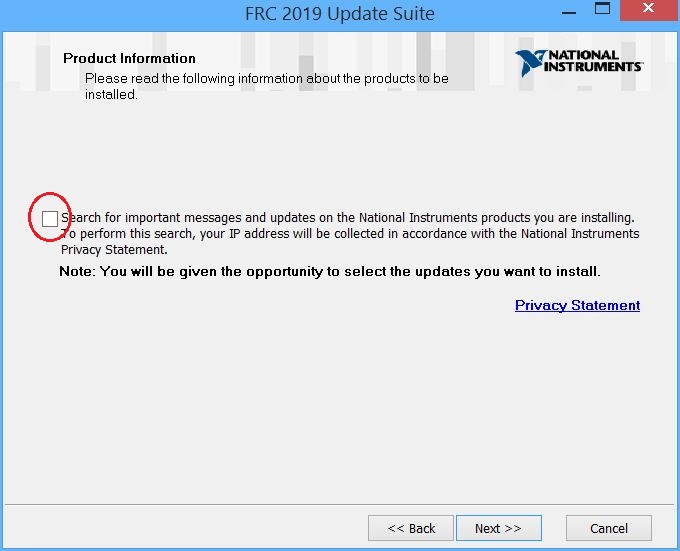 FRC 2019 Update Suite
Product Information
Please read the following information about the products to be
installed.
NATIONAL
INSTRUMENTS
Search for important messages and updates on the National Instruments products you are installing.
To perform this search, your IP address will be collected in accordance with the National Instruments
Privacy Statement.
Note: You will be given the opportunity to select the updates you want to install.
Privacy Statement
<< Back
Next >>
Cancel